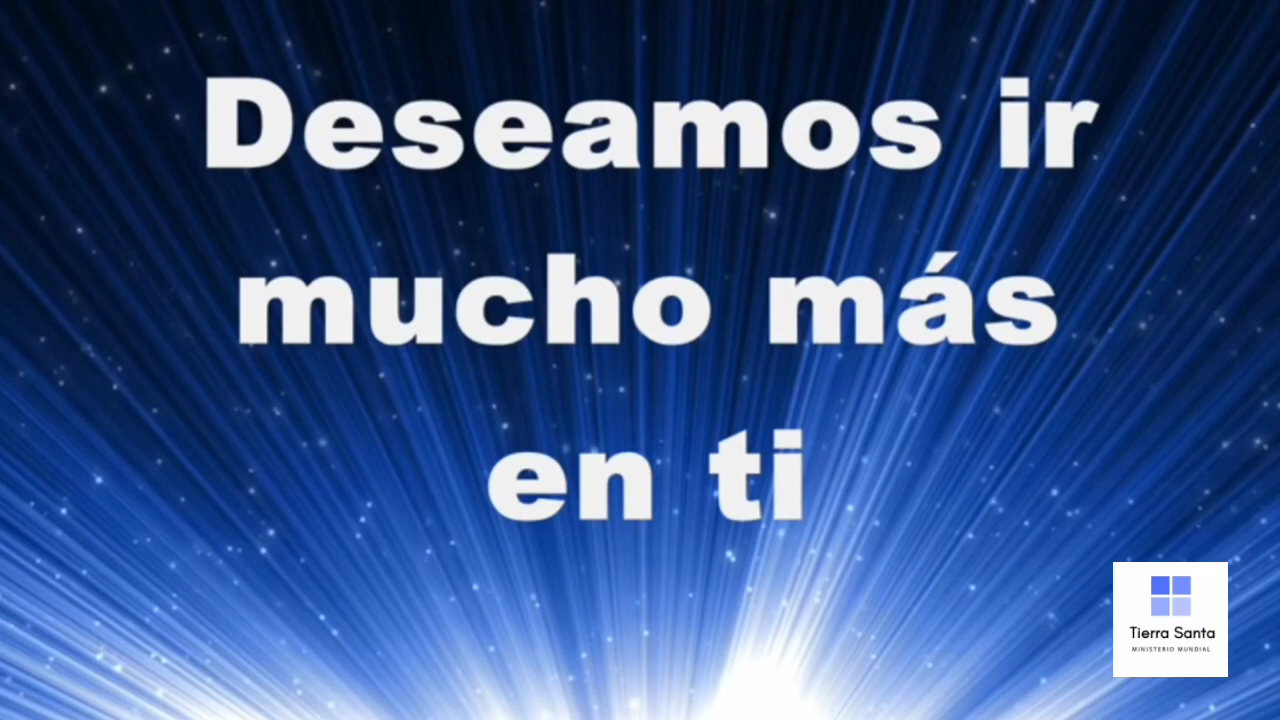 Deseamos ir
mucho más
en ti
Tierra Santa
MINISTERIO MUNDIAL